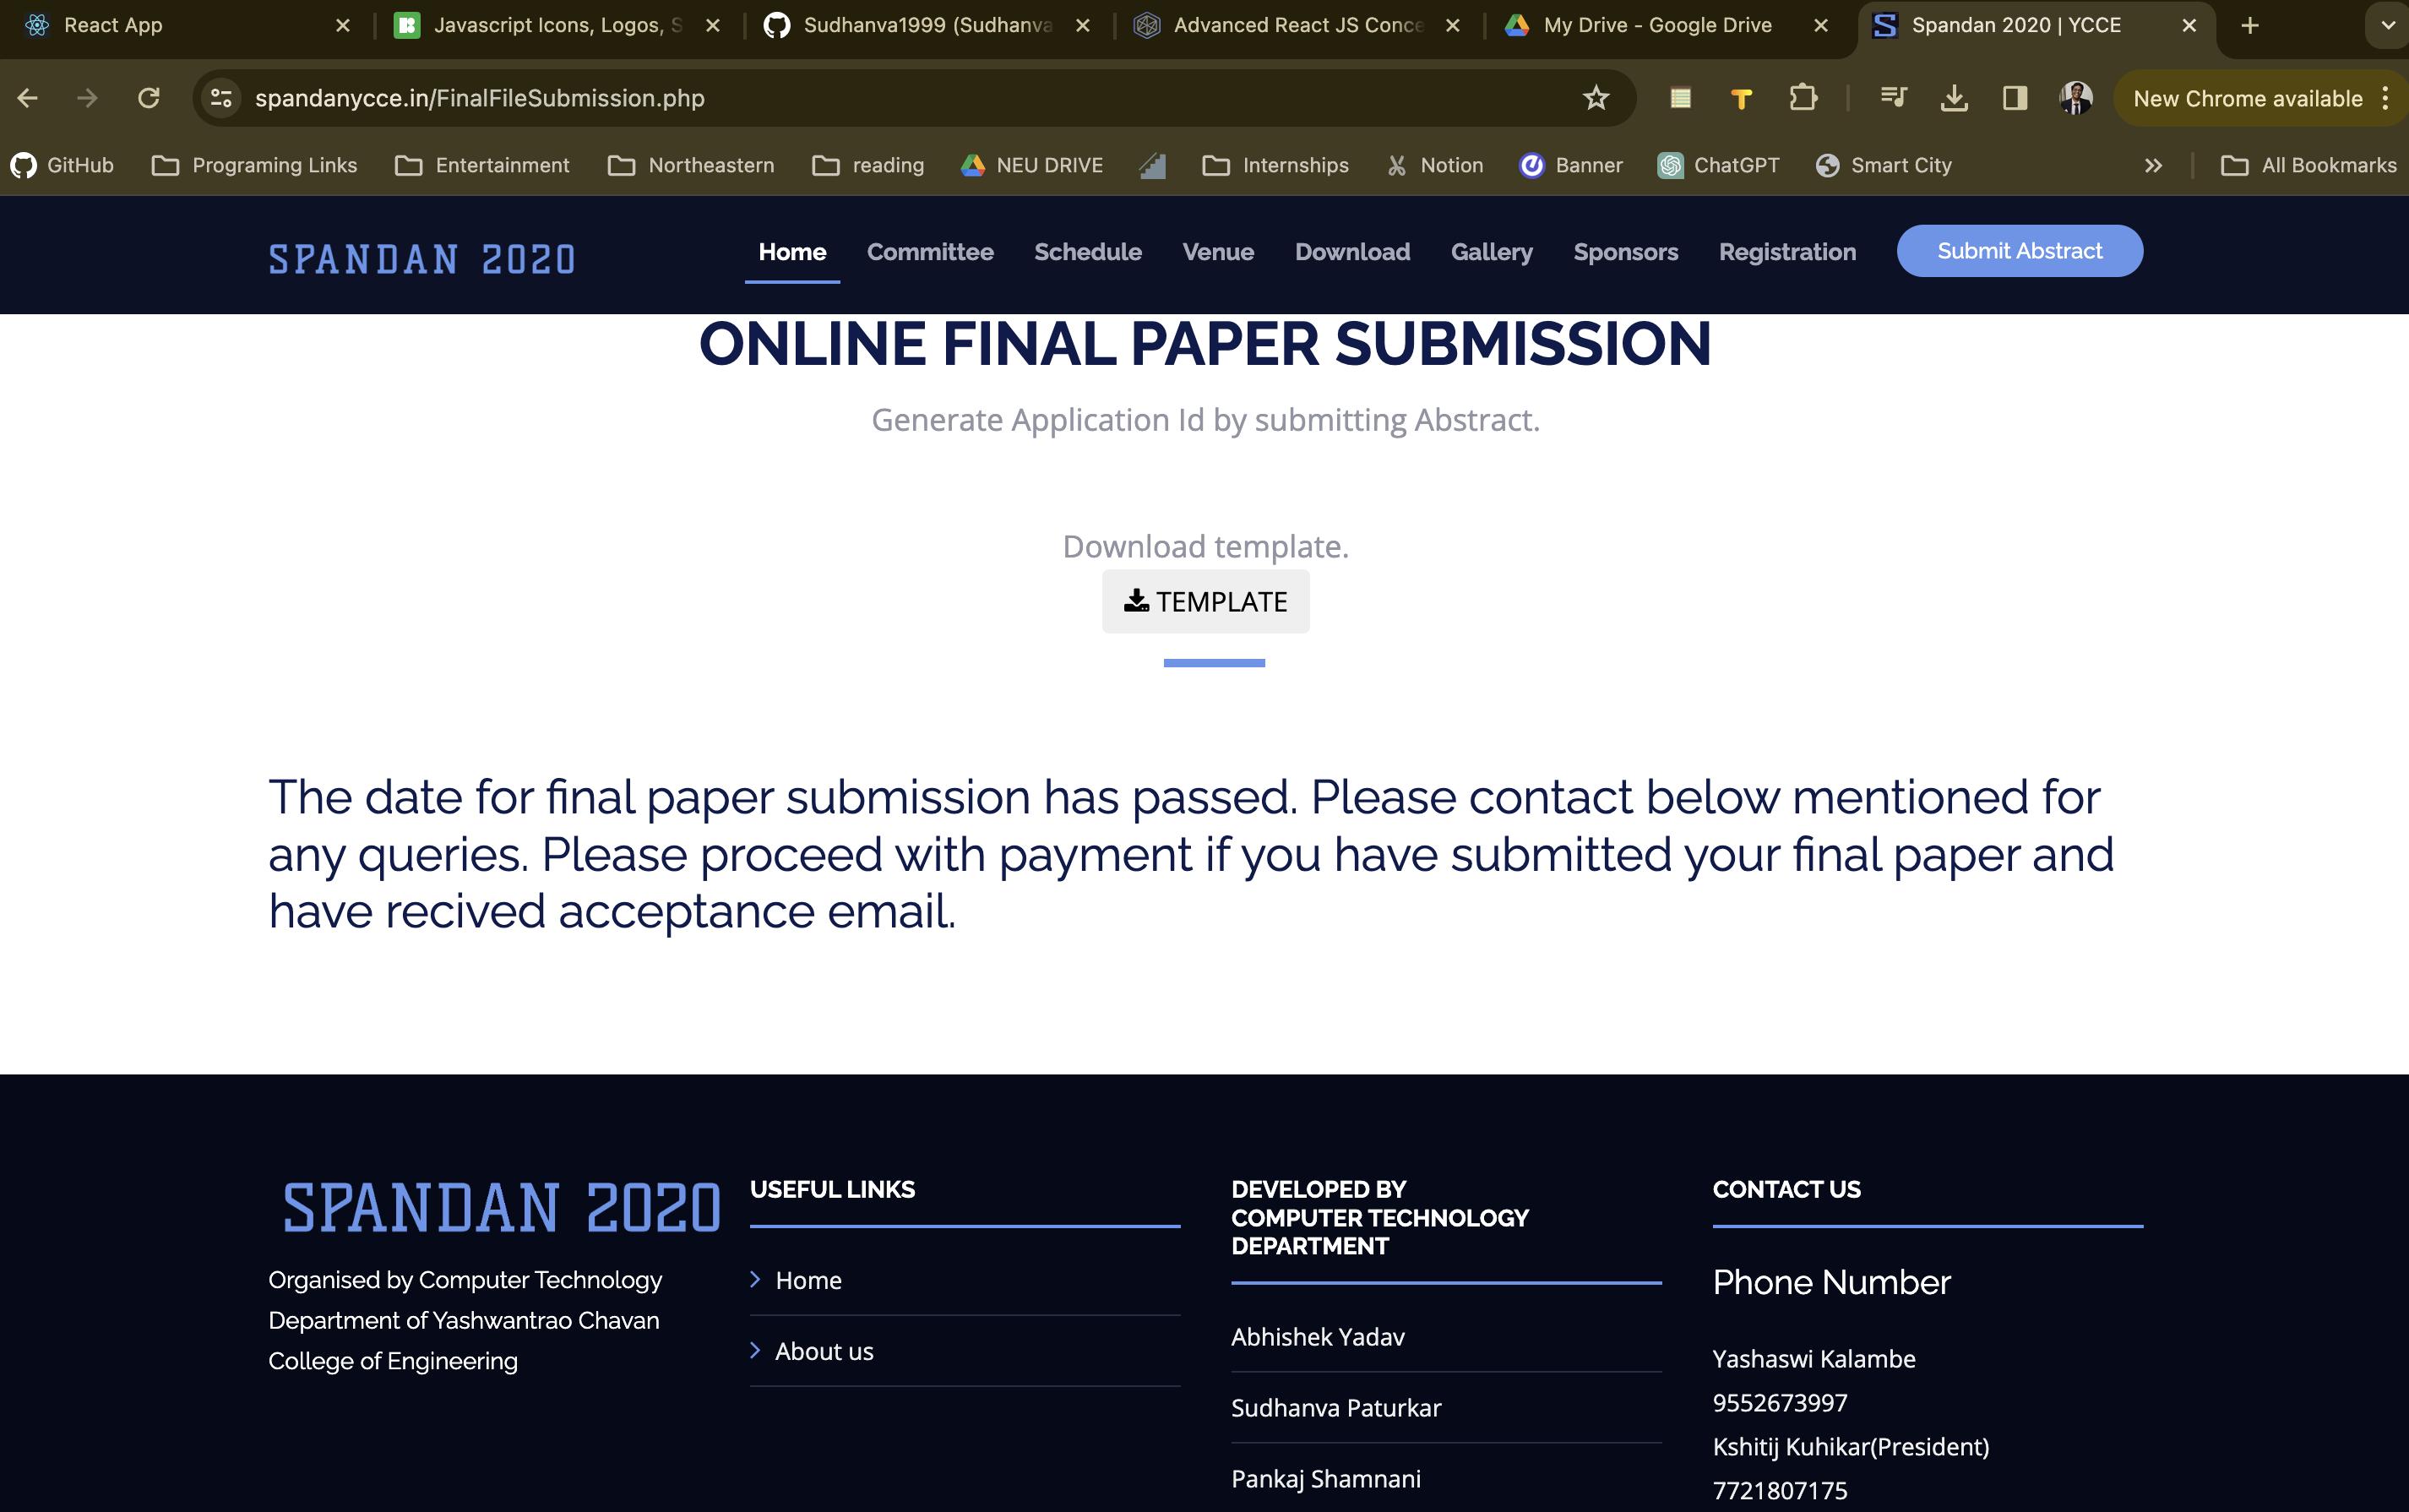 React App
Javascript Icons, Logos, S
Sudhanva1999 (Sudhanva
Advanced React JS Conce
My Drive - Google Drive
Spandan 2020 | YCCE
spandanycce.in/FinalFileSubmission.php
New Chrome available
GitHub
Programing Links
Entertainment
Northeastern
reading
NEU DRIVE
Internships
Notion
Banner
ChatGPT
Smart City
All Bookmarks
SPANDAN 2020
Home
Committee
Schedule
Venue
Download
Gallery
Sponsors
Registration
Submit Abstract
ONLINE FINAL PAPER SUBMISSION
Generate Application Id by submitting Abstract.
Download template.
TEMPLATE
The date for final paper submission has passed. Please contact below mentioned for
any queries. Please proceed with payment if you have submitted your final paper and
have recived acceptance email.
SPANDAN 2020
Organised by Computer Technology
Department of Yashwantrao Chavan
College of Engineering
USEFUL LINKS
Home
About us
DEVELOPED BY
COMPUTER TECHNOLOGY
DEPARTMENT
Abhishek Yadav
Sudhanva Paturkar
Pankaj Shamnani
CONTACT US
Phone Number
Yashaswi Kalambe
9552673997
Kshitij Kuhikar(President)
7721807175